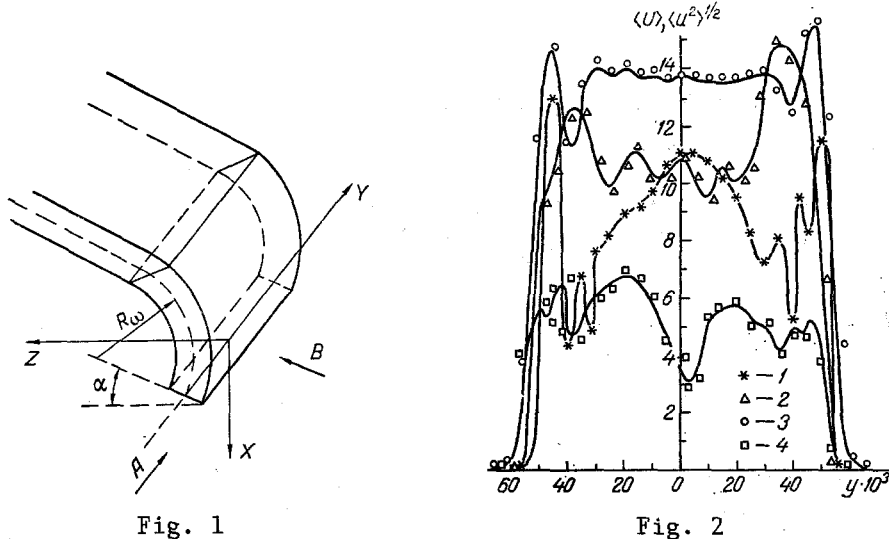 Y
Rω
Z
α
B
A
X
Fig. 1
⟨U⟩,⟨u²⟩^1/2
14
12
10
8
6
4
2
* — 1
△ — 2
○ — 3
□ — 4
60 40 20 0 20 40 y·10³
Fig. 2